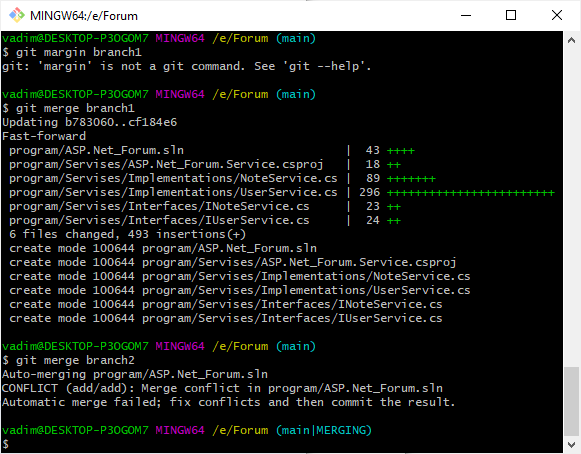 MINGW64:/e/Forum
vadim@DESKTOP-P3OGOM7 MINGW64 /e/Forum (main)
$ git margin branch1
git: 'margin' is not a git command. See 'git --help'.
vadim@DESKTOP-P3OGOM7 MINGW64 /e/Forum (main)
$ git merge branch1
Updating b783060..cf184e6
Fast-forward
 program/ASP.Net_Forum.sln                          |  43 ++++
 program/Servises/ASP.Net_Forum.Service.csproj   |  18 ++
 program/Servises/Implementations/NoteService.cs |  89 +++++++
 program/Servises/Implementations/UserService.cs | 296 ++++++++++++++++++++++++
 program/Servises/Interfaces/INoteService.cs     |  23 ++
 program/Servises/Interfaces/IUserService.cs     |  24 ++
 6 files changed, 493 insertions(+)
 create mode 100644 program/ASP.Net_Forum.sln
 create mode 100644 program/Servises/ASP.Net_Forum.Service.csproj
 create mode 100644 program/Servises/Implementations/NoteService.cs
 create mode 100644 program/Servises/Implementations/UserService.cs
 create mode 100644 program/Servises/Interfaces/INoteService.cs
 create mode 100644 program/Servises/Interfaces/IUserService.cs
vadim@DESKTOP-P3OGOM7 MINGW64 /e/Forum (main)
$ git merge branch2
Auto-merging program/ASP.Net_Forum.sln
CONFLICT (add/add): Merge conflict in program/ASP.Net_Forum.sln
Automatic merge failed; fix conflicts and then commit the result.
vadim@DESKTOP-P3OGOM7 MINGW64 /e/Forum (main|MERGING)
$